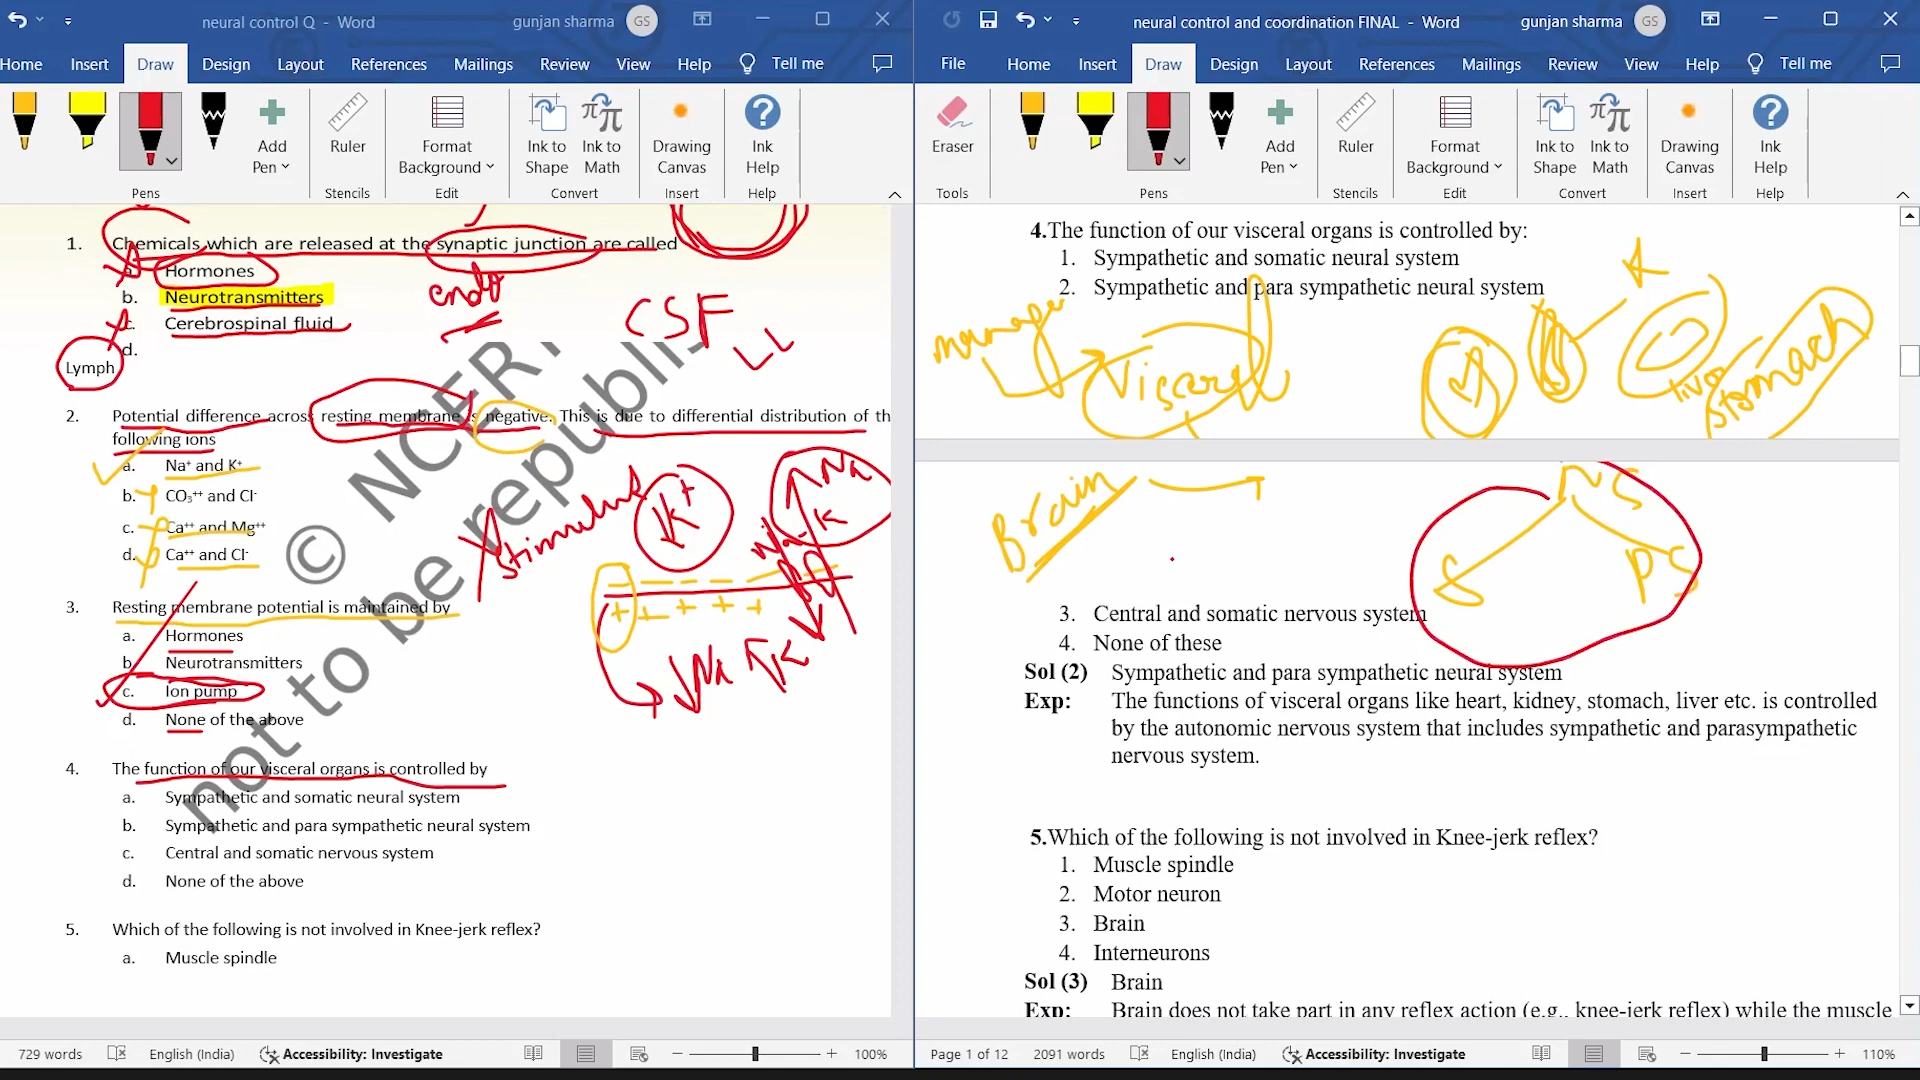 neural control Q - Word
gunjan sharma
GS
Home Insert Draw Design Layout References Mailings Review View Help Tell me
Add
Pen
Ruler
Format
Background
Ink to
Shape
Ink to
Math
Drawing
Canvas
Ink
Help
Pens
Stencils
Edit
Convert
Insert
Help
1. Chemicals which are released at the synaptic junction are called
a. Hormones
b. Neurotransmitters
c. Cerebrospinal fluid
d.
Lymph
endo
CSF
2. Potential difference across resting membrane is negative. This is due to differential distribution of th
following ions
a. Na⁺ and K⁺
b. CO₃⁺⁺ and Cl⁻
c. Ca⁺⁺ and Mg⁺⁺
d. Ca⁺⁺ and Cl⁻
stimulus
K+
Na
K
3. Resting membrane potential is maintained by
a. Hormones
b. Neurotransmitters
c. Ion pump
d. None of the above
↓Na ↑K
© NCERT
not to be republis
4. The function of our visceral organs is controlled by
a. Sympathetic and somatic neural system
b. Sympathetic and para sympathetic neural system
c. Central and somatic nervous system
d. None of the above
5. Which of the following is not involved in Knee-jerk reflex?
a. Muscle spindle
729 words
English (India)
Accessibility: Investigate
100%
neural control and coordination FINAL - Word
gunjan sharma
GS
File Home Insert Draw Design Layout References Mailings Review View Help Tell me
Eraser
Add
Pen
Ruler
Format
Background
Ink to
Shape
Ink to
Math
Drawing
Canvas
Ink
Help
Tools
Pens
Stencils
Edit
Convert
Insert
Help
4.The function of our visceral organs is controlled by:
1. Sympathetic and somatic neural system
2. Sympathetic and para sympathetic neural system
manage
Visceral
liver
stomach
Brain
NS
S
PS
3. Central and somatic nervous system
4. None of these
Sol (2) Sympathetic and para sympathetic neural system
Exp: The functions of visceral organs like heart, kidney, stomach, liver etc. is controlled
by the autonomic nervous system that includes sympathetic and parasympathetic
nervous system.
5.Which of the following is not involved in Knee-jerk reflex?
1. Muscle spindle
2. Motor neuron
3. Brain
4. Interneurons
Sol (3) Brain
Exp: Brain does not take part in any reflex action (e.g., knee-jerk reflex) while the muscle
Page 1 of 12
2091 words
English (India)
Accessibility: Investigate
110%